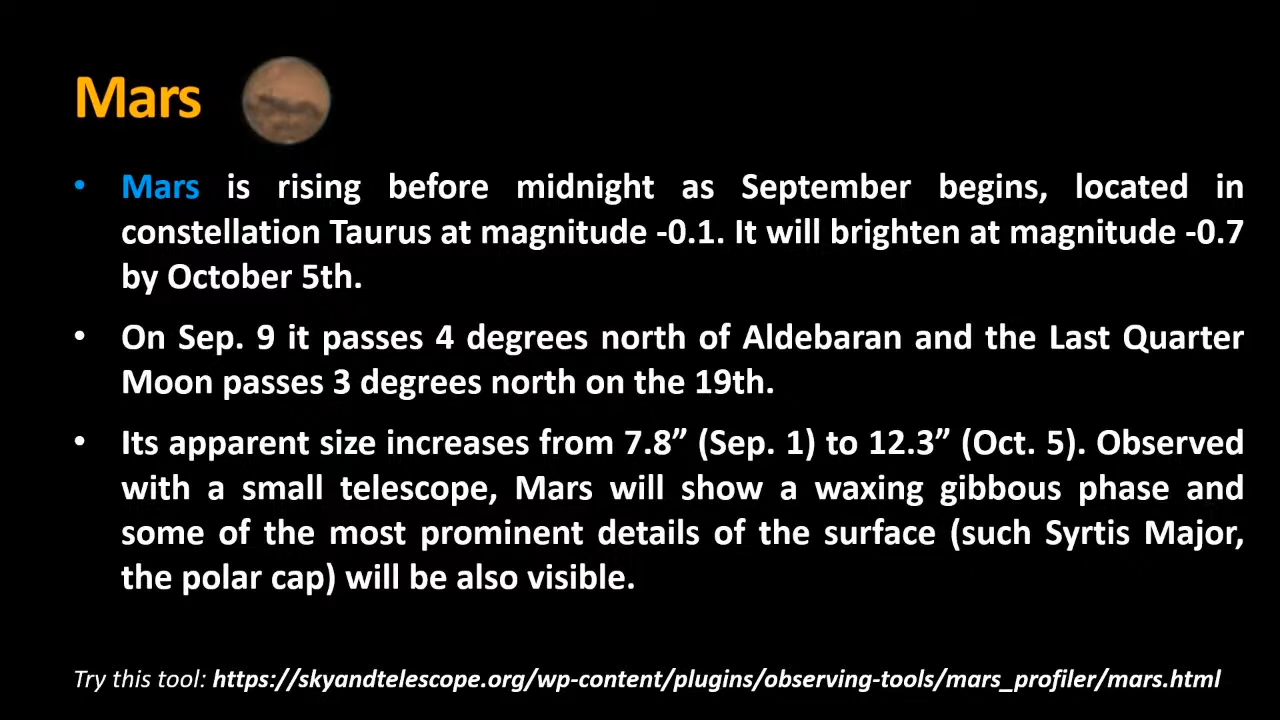 Mars
• Mars is rising before midnight as September begins, located in
constellation Taurus at magnitude -0.1. It will brighten at magnitude -0.7
by October 5th.
• On Sep. 9 it passes 4 degrees north of Aldebaran and the Last Quarter
Moon passes 3 degrees north on the 19th.
• Its apparent size increases from 7.8” (Sep. 1) to 12.3” (Oct. 5). Observed
with a small telescope, Mars will show a waxing gibbous phase and
some of the most prominent details of the surface (such Syrtis Major,
the polar cap) will be also visible.
Try this tool: https://skyandtelescope.org/wp-content/plugins/observing-tools/mars_profiler/mars.html